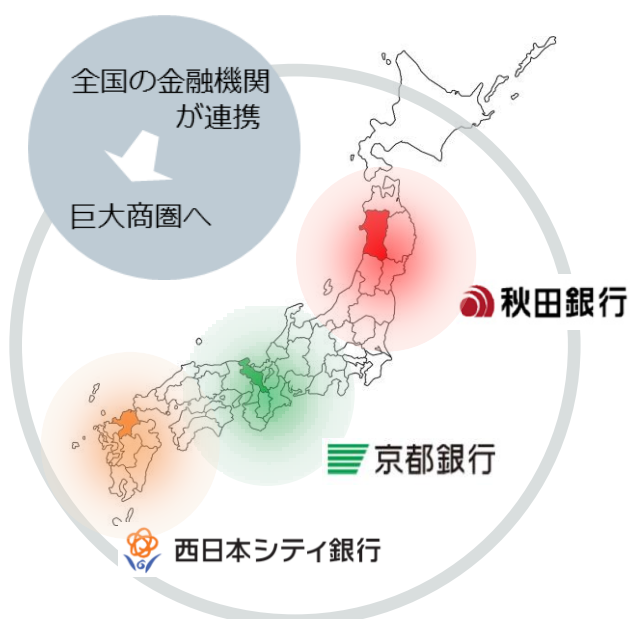 全国の金融機関
が連携
巨大商圏へ
秋田銀行
京都銀行
西日本シティ銀行